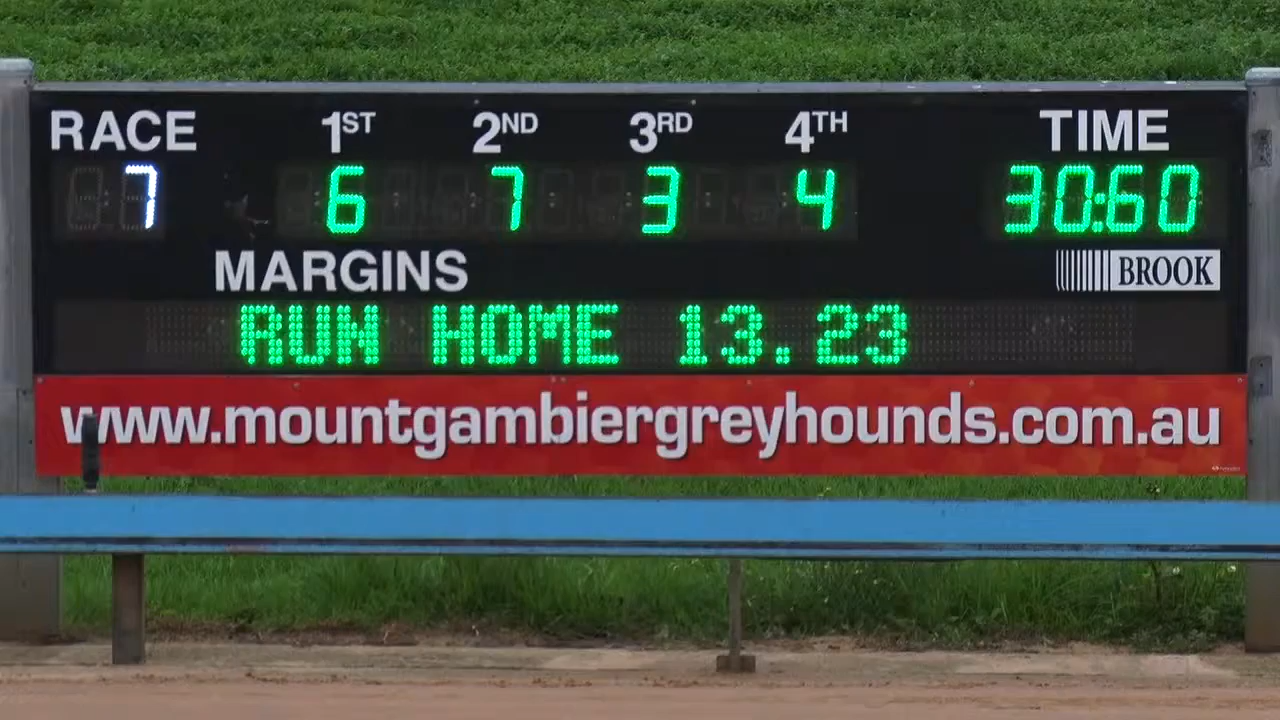 RACE 1ST 2ND 3RD 4TH TIME
7 6 7 3 4 30:60
MARGINS BROOK
RUN HOME 13.23
www.mountgambiergreyhounds.com.au